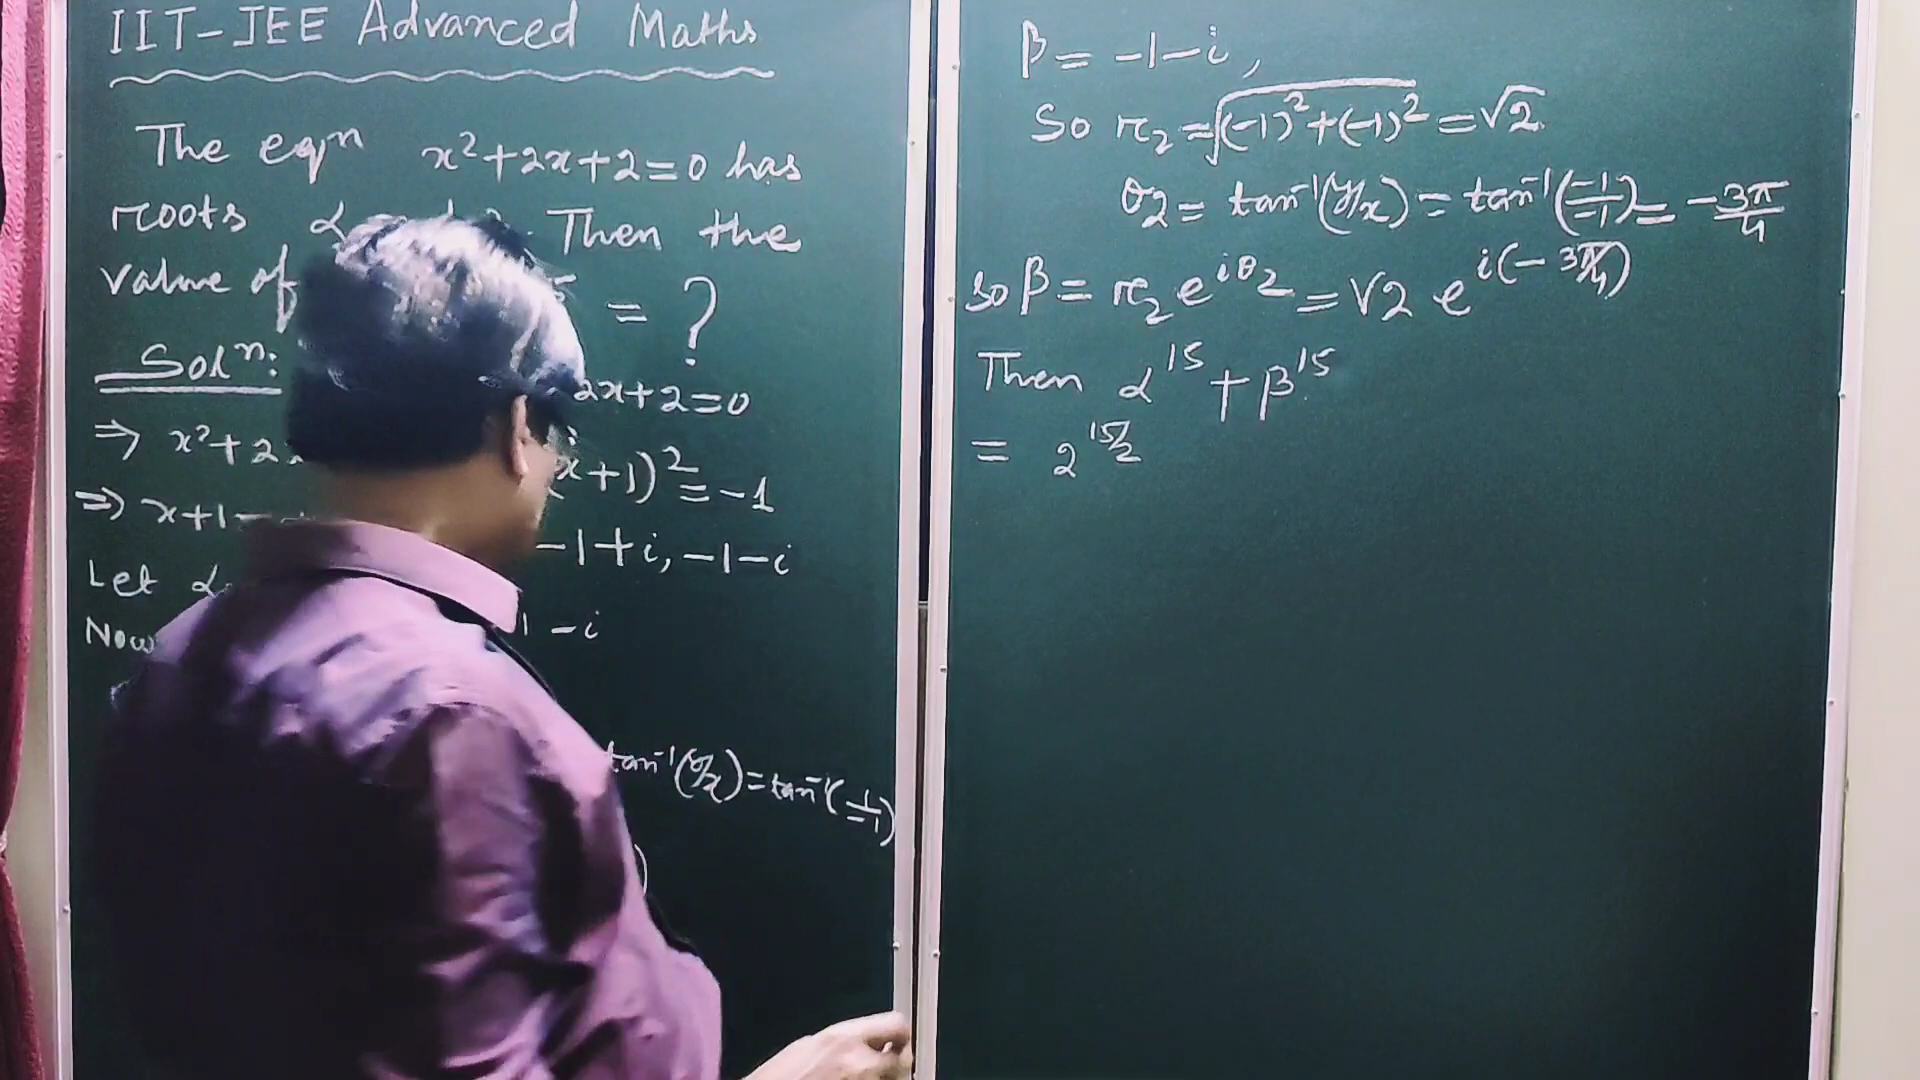 IIT-JEE Advanced Maths
The eqn x²+2x+2=0 has
roots α Then the
value of = ?
Solⁿ: 2x+2=0
⇒ x²+2 x+1)² = -1
⇒ x+1 -1+i, -1-i
Let α
Now 1-i
tan⁻¹(y/x) = tan⁻¹(1/-1)
)
β = -1-i,
So r₂ = √(-1)²+(-1)² = √2
θ₂ = tan⁻¹(y/x) = tan⁻¹(-1/-1) = -3π/4
so β = r₂ e^iθ₂ = √2 e^i(-3π/4)
Then α¹⁵ + β¹⁵
= 2^15/2